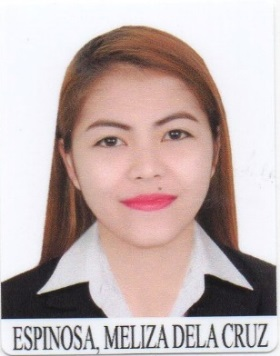 ESPINOSA, MELIZA DELA CRUZ